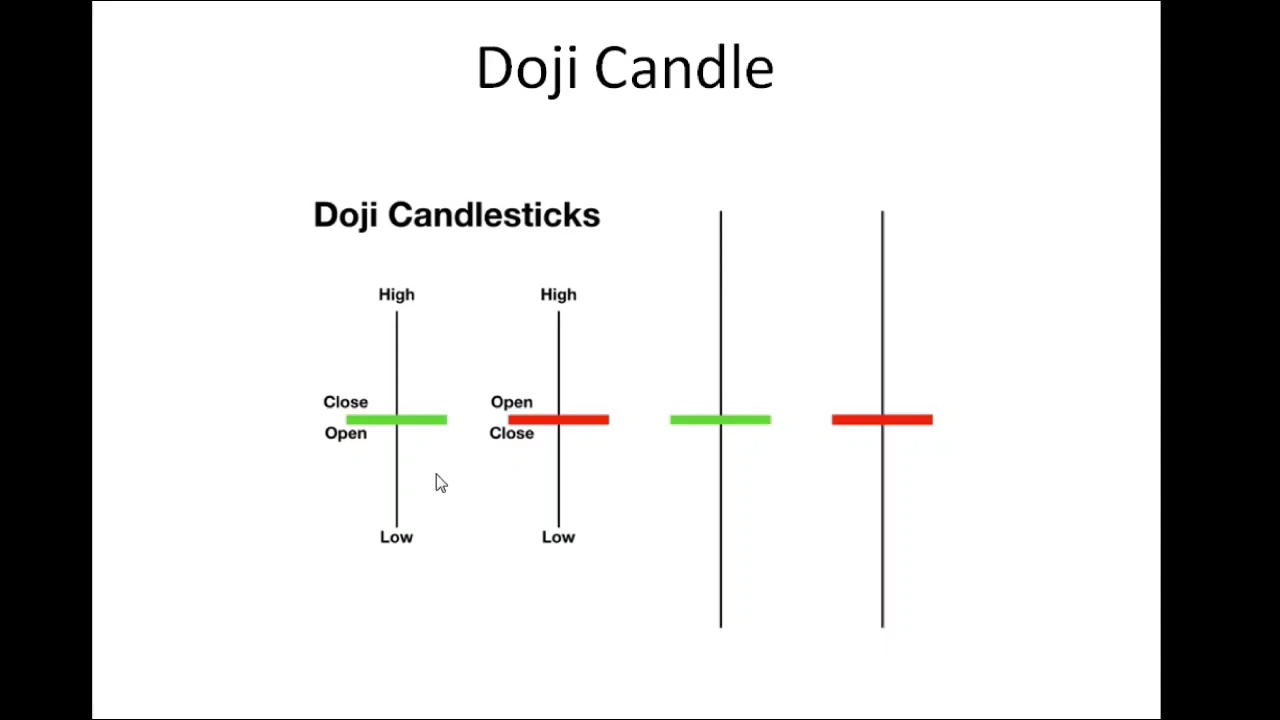 Doji Candle
Doji Candlesticks
High
High
Close
Open
Open
Close
Low
Low